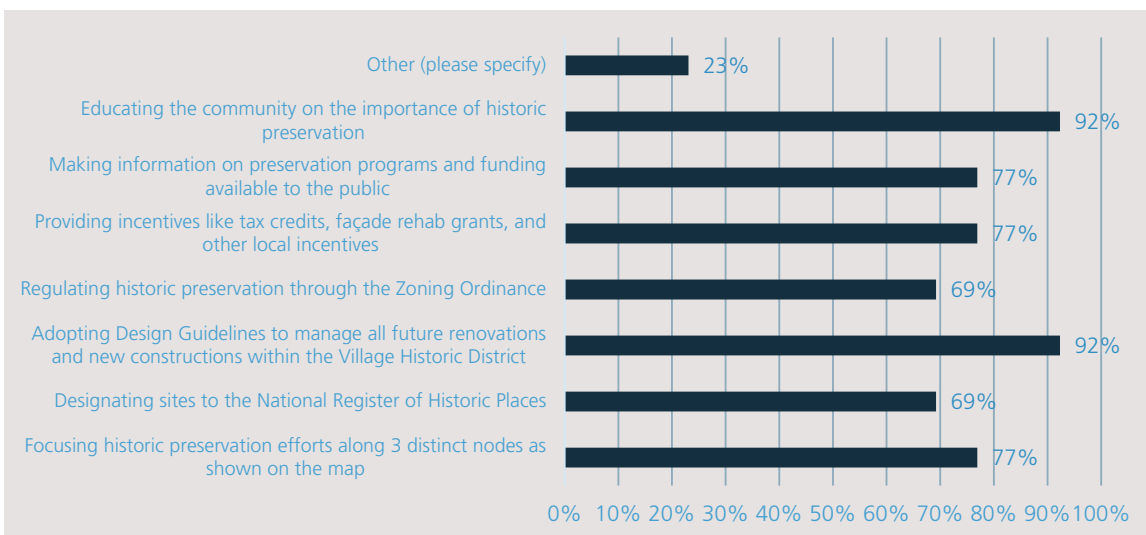 Other (please specify)
23%
Educating the community on the importance of historic
preservation
92%
Making information on preservation programs and funding
available to the public
77%
Providing incentives like tax credits, façade rehab grants, and
other local incentives
77%
Regulating historic preservation through the Zoning Ordinance
69%
Adopting Design Guidelines to manage all future renovations
and new constructions within the Village Historic District
92%
Designating sites to the National Register of Historic Places
69%
Focusing historic preservation efforts along 3 distinct nodes as
shown on the map
77%
0% 10% 20% 30% 40% 50% 60% 70% 80% 90% 100%